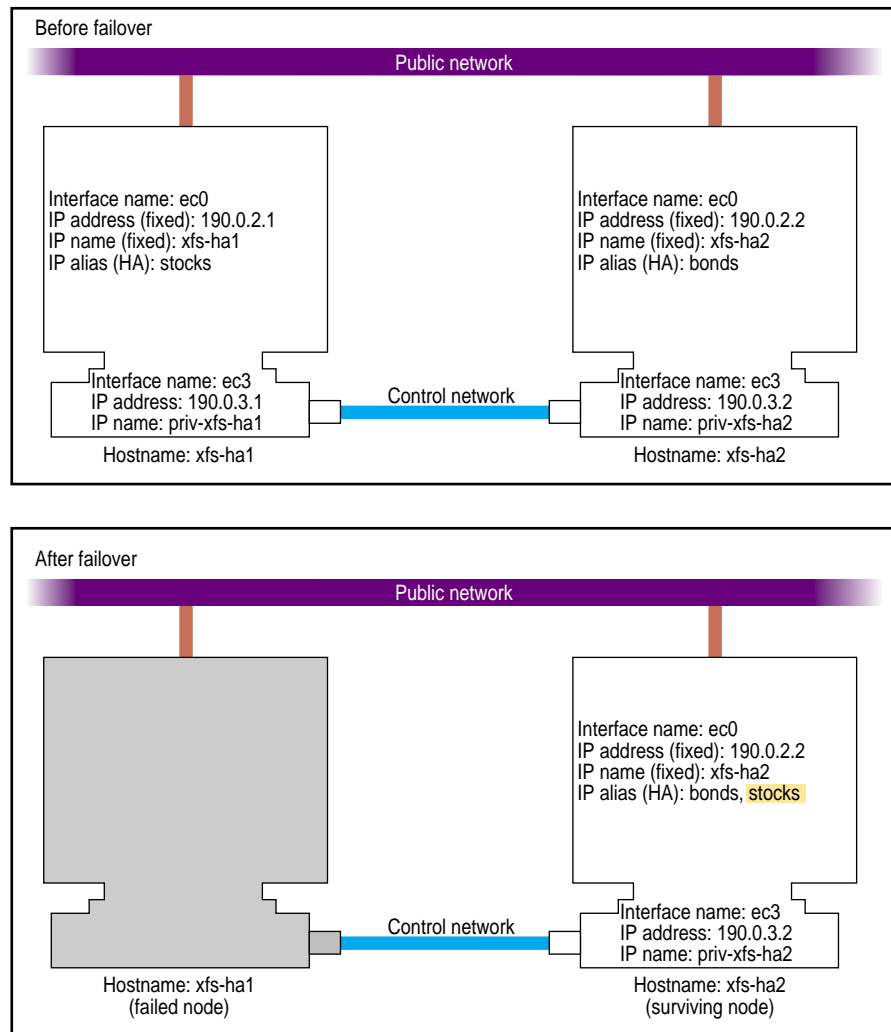 Before failover
Public network
Interface name: ec0
IP address (fixed): 190.0.2.1
IP name (fixed): xfs-ha1
IP alias (HA): stocks
Interface name: ec0
IP address (fixed): 190.0.2.2
IP name (fixed): xfs-ha2
IP alias (HA): bonds
Interface name: ec3
IP address: 190.0.3.1
IP name: priv-xfs-ha1
Control network
Interface name: ec3
IP address: 190.0.3.2
IP name: priv-xfs-ha2
Hostname: xfs-ha1
Hostname: xfs-ha2
After failover
Public network
Interface name: ec0
IP address (fixed): 190.0.2.2
IP name (fixed): xfs-ha2
IP alias (HA): bonds, stocks
Control network
Interface name: ec3
IP address: 190.0.3.2
IP name: priv-xfs-ha2
Hostname: xfs-ha1
(failed node)
Hostname: xfs-ha2
(surviving node)